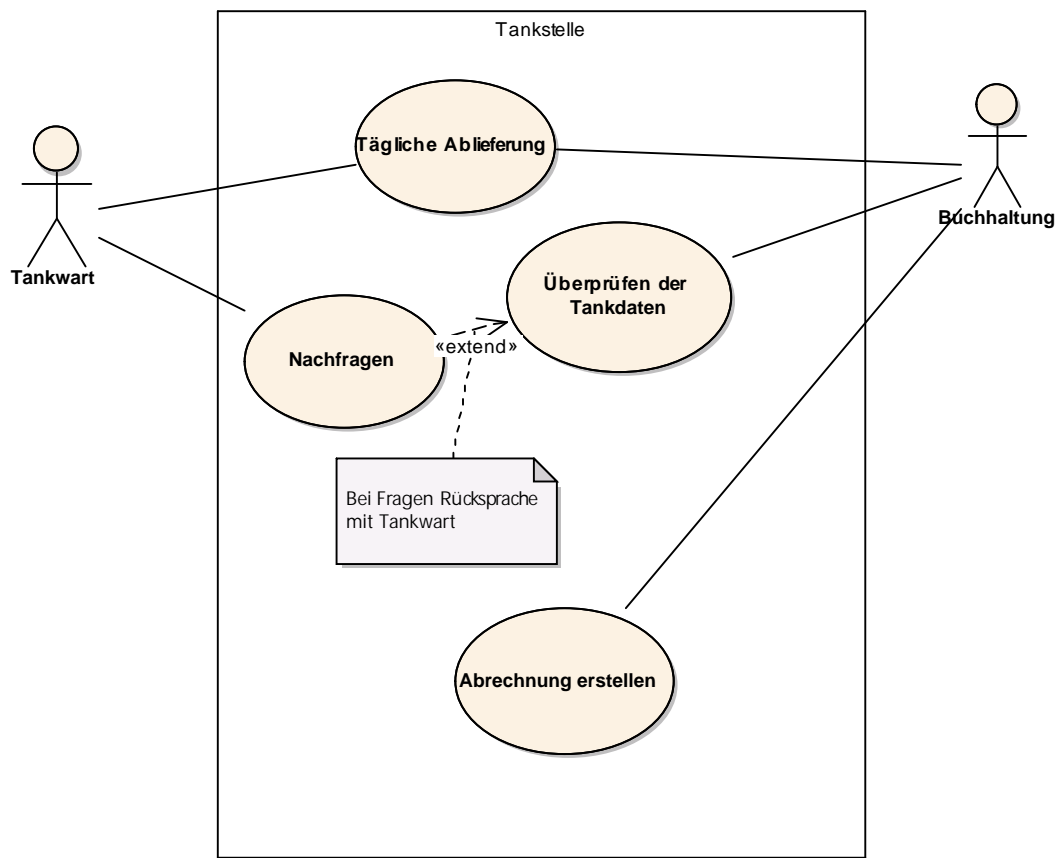 Tankstelle
Tägliche Ablieferung
Tankwart
Buchhaltung
Überprüfen der
Tankdaten
«extend»
Nachfragen
Bei Fragen Rücksprache
mit Tankwart
Abrechnung erstellen